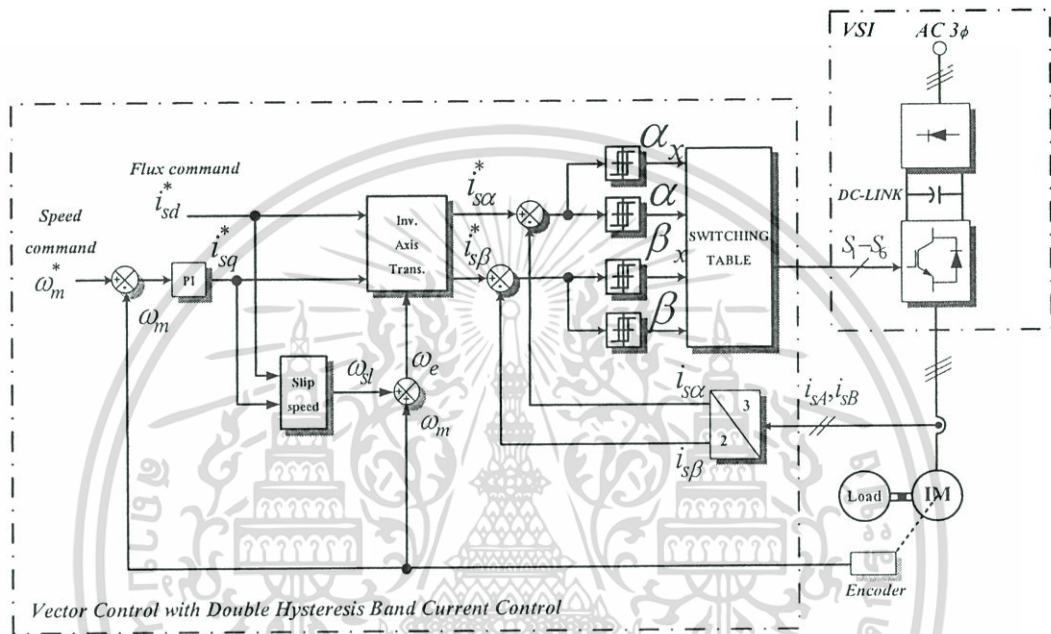 VSI AC 3ϕ
DC-LINK
S₁–S₆
Flux command
i*sd
Speed
command
ω*m
ωm
PI
i*sq
Inv.
Axis
Trans.
i*sα
i*sβ
αx
α
βx
β
SWITCHING
TABLE
Slip
speed
ωsl
ωe
ωm
isα
isβ
3
2
isA, isB
Load
IM
Encoder
Vector Control with Double Hysteresis Band Current Control